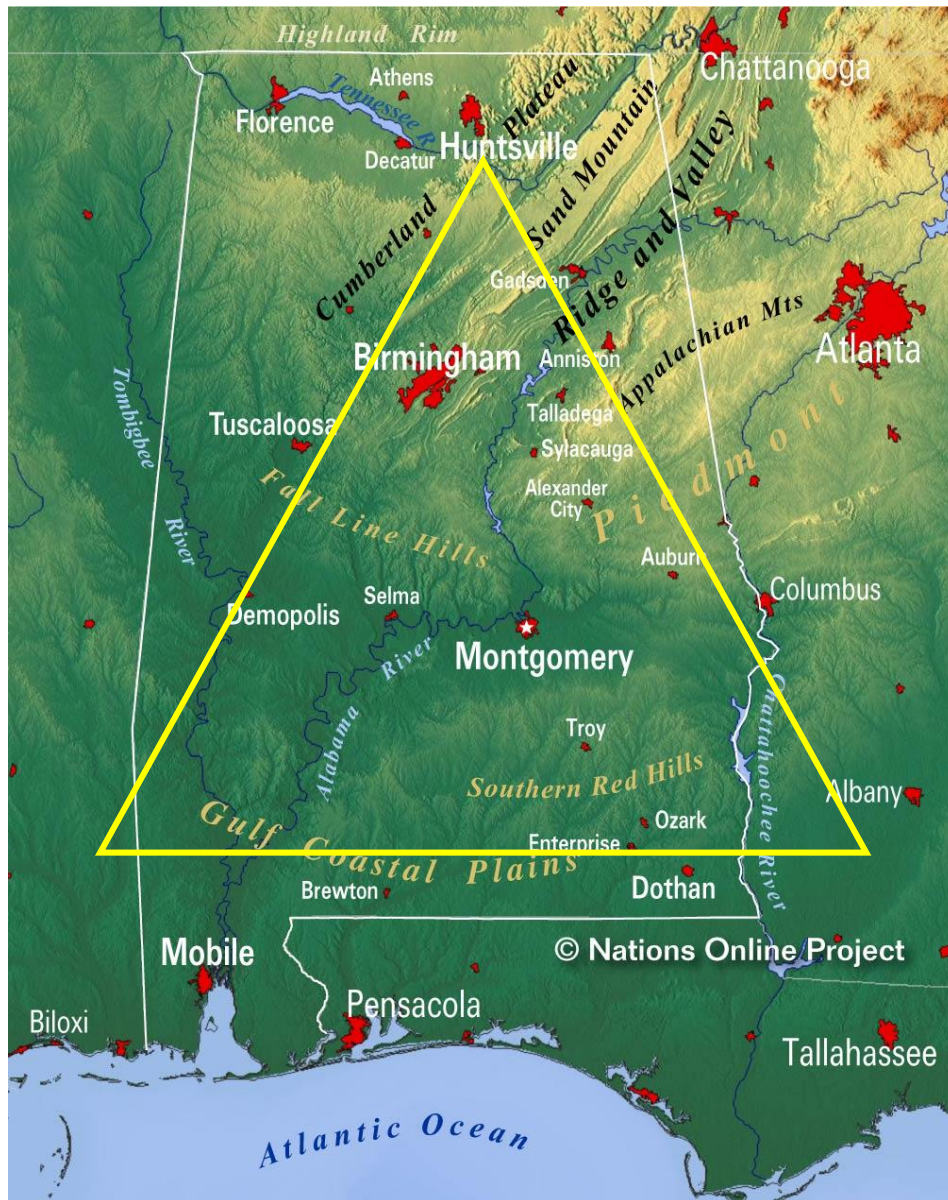 Highland Rim
Chattanooga
Athens
Tennessee R
Plateau
Florence
Huntsville
Decatur
Sand Mountain
Ridge and Valley
Cumberland
Gadsden
Appalachian Mts
Atlanta
Birmingham
Anniston
Tombigbee
River
Talladega
Tuscaloosa
Sylacauga
Piedmont
Fall Line Hills
Alexander
City
Auburn
Columbus
Selma
Demopolis
Montgomery
Alabama
River
Chattahoochee River
Troy
Southern Red Hills
Albany
Gulf Coastal Plains
Ozark
Enterprise
Brewton
Dothan
Mobile
© Nations Online Project
Pensacola
Biloxi
Tallahassee
Atlantic Ocean